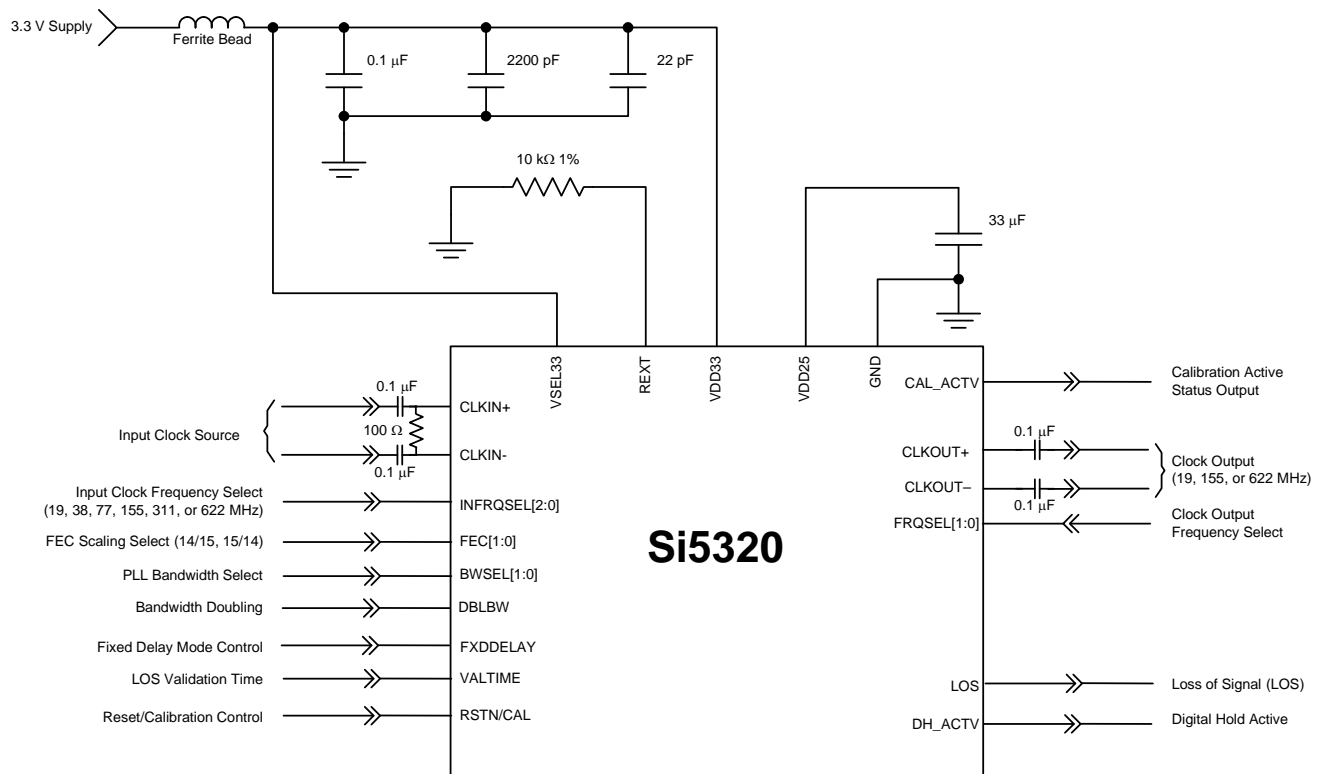 3.3 V Supply
Ferrite Bead
0.1 μF
2200 pF
22 pF
10 kΩ 1%
33 μF
VSEL33
REXT
VDD33
VDD25
GND
Input Clock Source
0.1 μF
100 Ω
0.1 μF
CLKIN+
CLKIN-
Input Clock Frequency Select
(19, 38, 77, 155, 311, or 622 MHz)
INFRQSEL[2:0]
FEC Scaling Select (14/15, 15/14)
FEC[1:0]
PLL Bandwidth Select
BWSEL[1:0]
Bandwidth Doubling
DBLBW
Fixed Delay Mode Control
FXDDELAY
LOS Validation Time
VALTIME
Reset/Calibration Control
RSTN/CAL
Si5320
CAL_ACTV
Calibration Active
Status Output
CLKOUT+
0.1 μF
CLKOUT–
0.1 μF
Clock Output
(19, 155, or 622 MHz)
FRQSEL[1:0]
Clock Output
Frequency Select
LOS
Loss of Signal (LOS)
DH_ACTV
Digital Hold Active